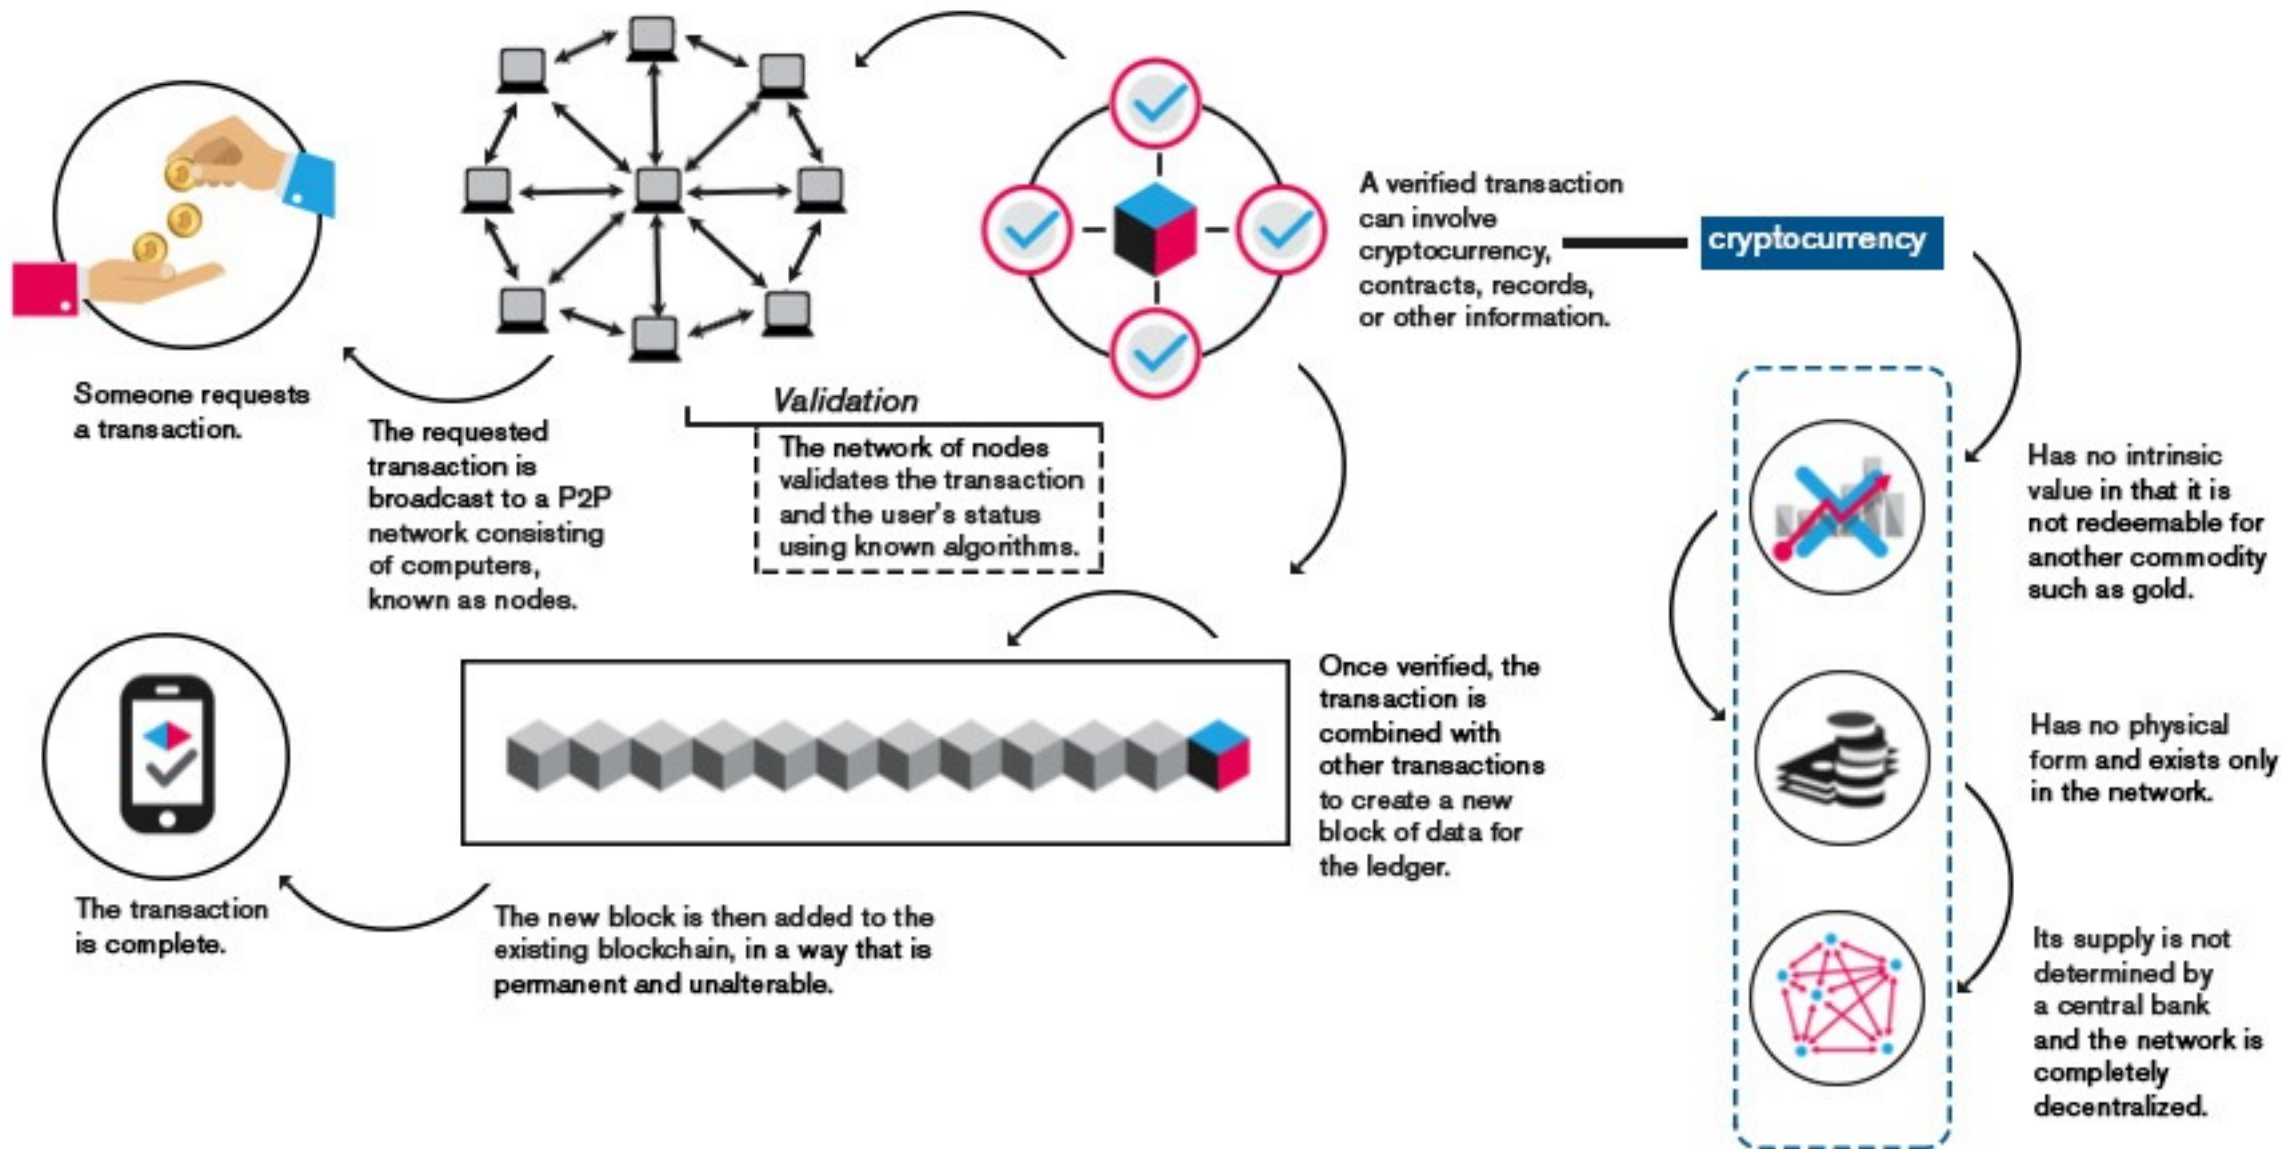 Someone requests
a transaction.
The requested
transaction is
broadcast to a P2P
network consisting
of computers,
known as nodes.
Validation
The network of nodes
validates the transaction
and the user's status
using known algorithms.
A verified transaction
can involve
cryptocurrency,
contracts, records,
or other information.
cryptocurrency
Has no intrinsic
value in that it is
not redeemable for
another commodity
such as gold.
Has no physical
form and exists only
in the network.
Its supply is not
determined by
a central bank
and the network is
completely
decentralized.
Once verified, the
transaction is
combined with
other transactions
to create a new
block of data for
the ledger.
The new block is then added to the
existing blockchain, in a way that is
permanent and unalterable.
The transaction
is complete.